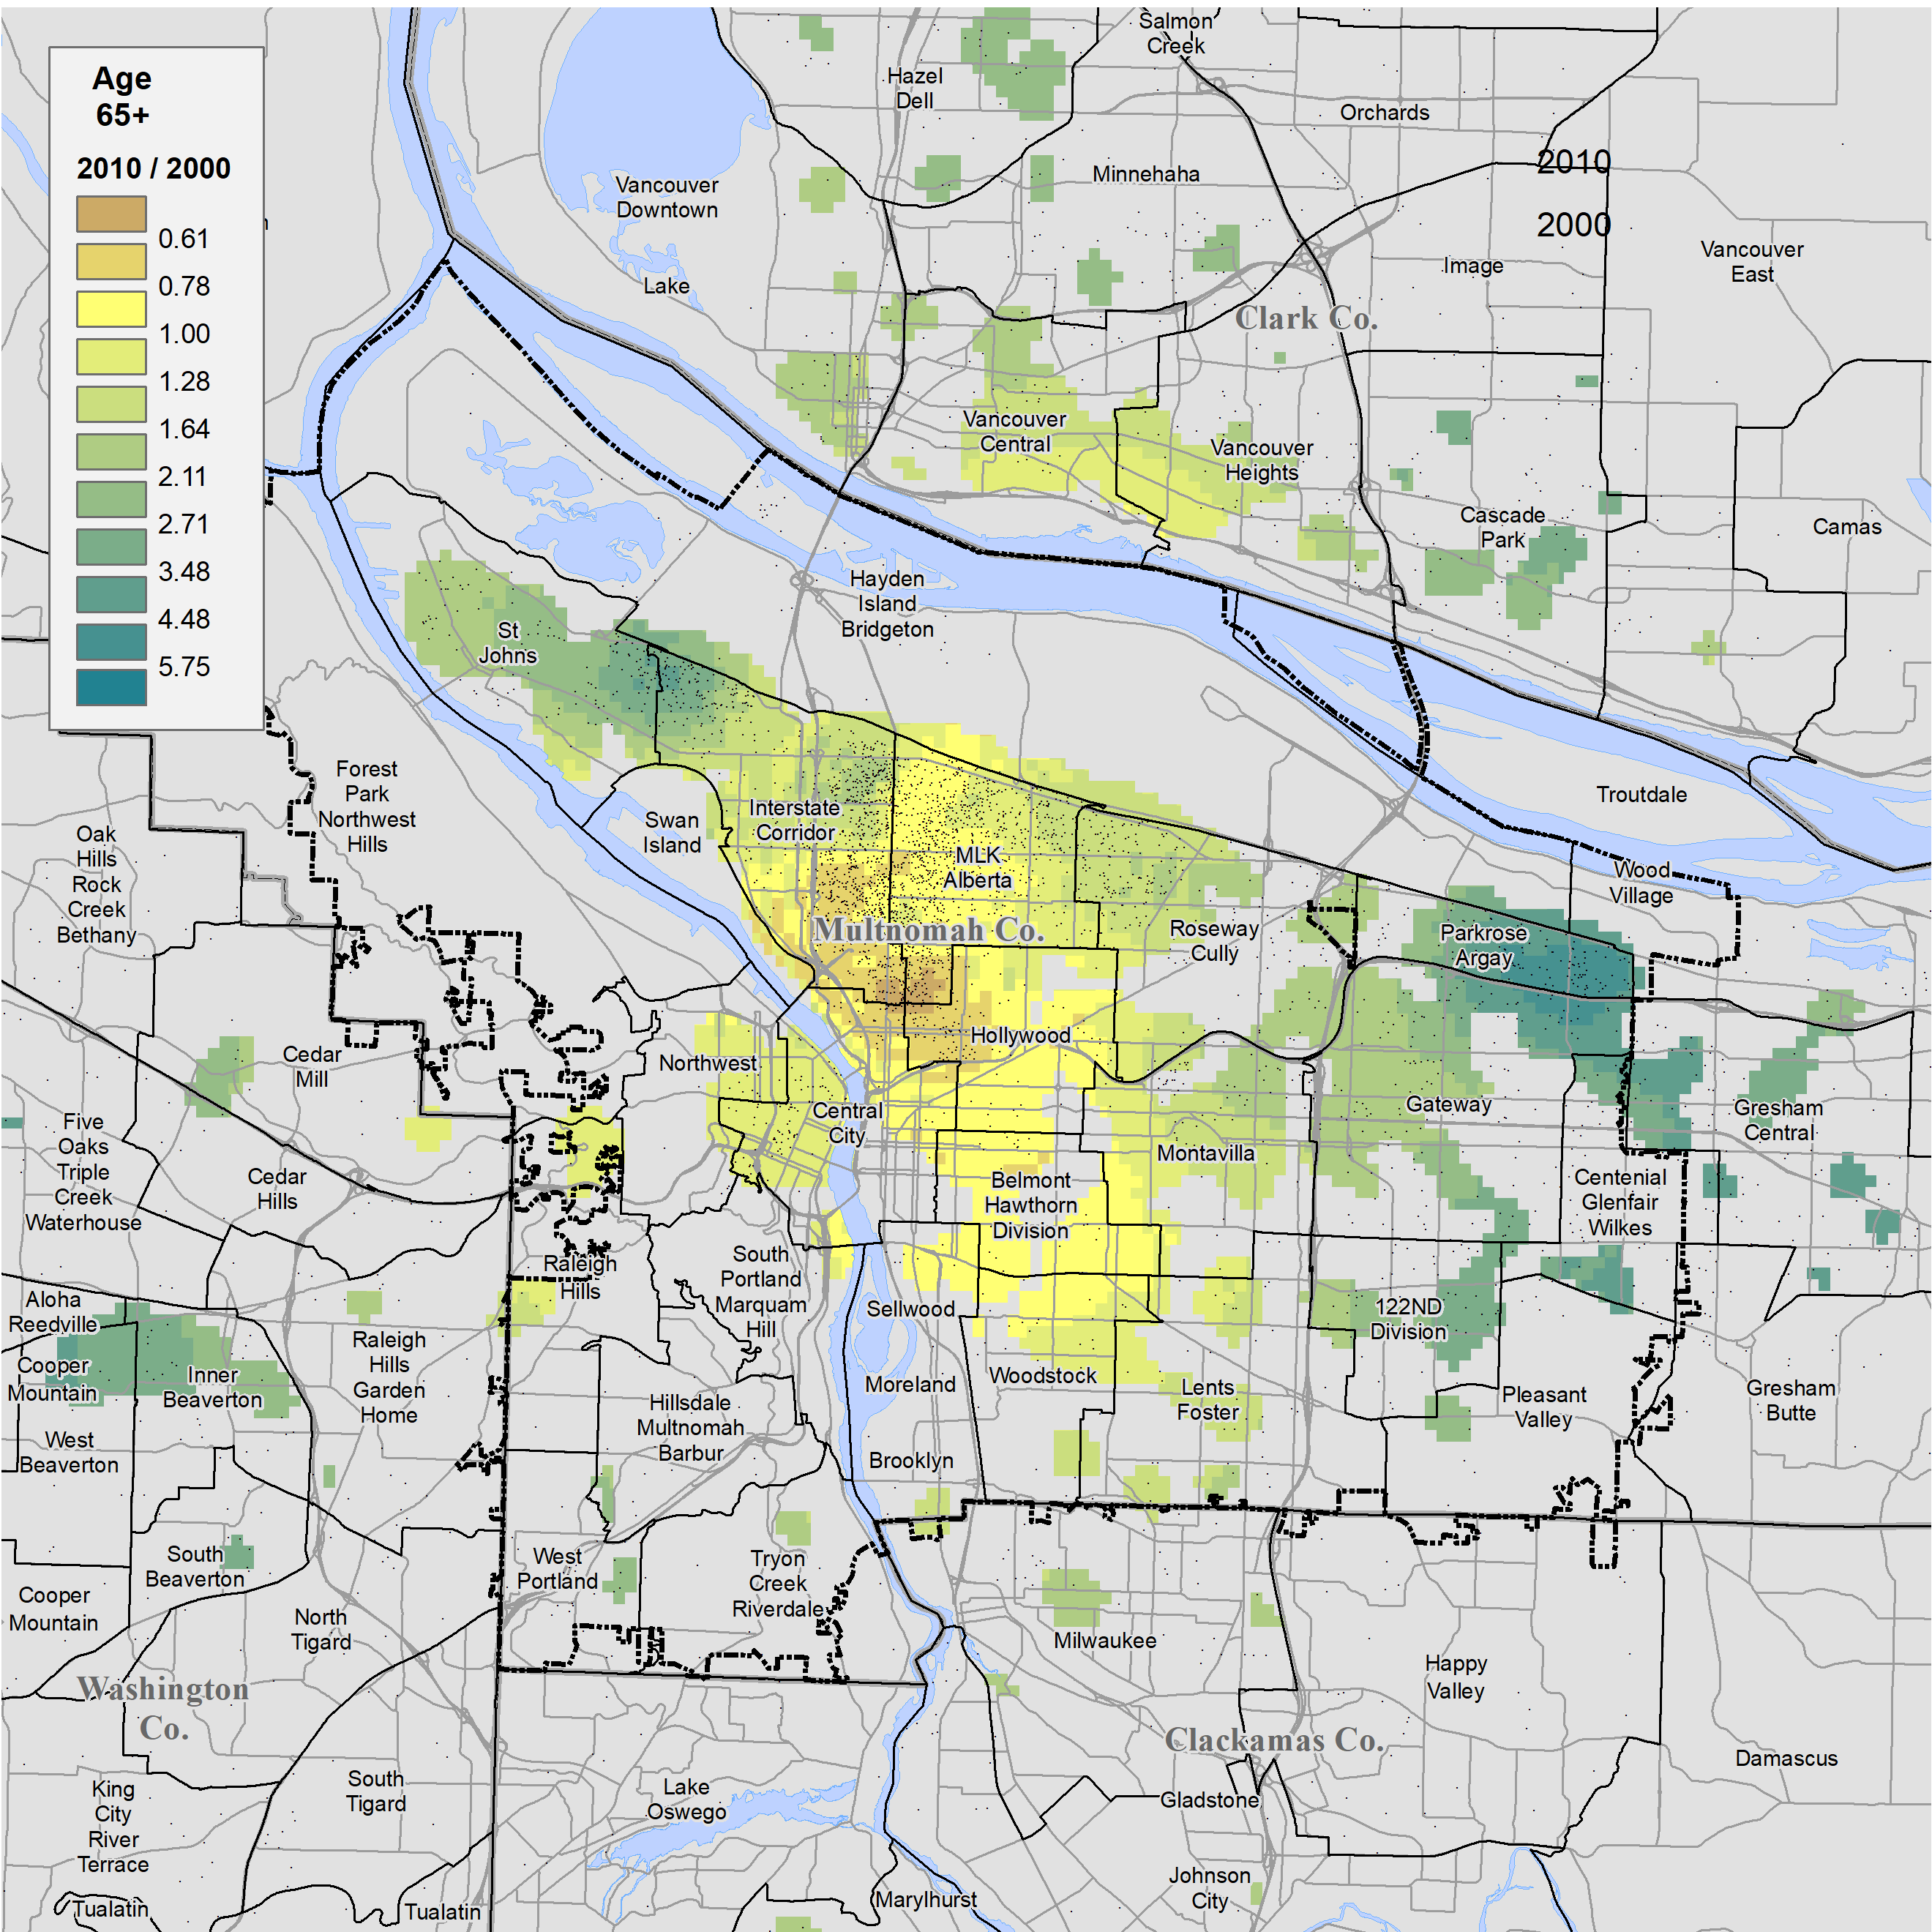 Age
65+
2010 / 2000
0.61
0.78
1.00
1.28
1.64
2.11
2.71
3.48
4.48
5.75
Salmon
Creek
Hazel
Dell
Orchards
2010
2000
Minnehaha
Vancouver
Downtown
Vancouver
East
Image
Lake
Clark Co.
Vancouver
Central
Vancouver
Heights
Cascade
Park
Camas
Hayden
Island
Bridgeton
St
Johns
Forest
Park
Northwest
Hills
Troutdale
Interstate
Corridor
Swan
Island
Oak
Hills
Rock
Creek
Bethany
MLK
Alberta
Wood
Village
Multnomah Co.
Roseway
Cully
Parkrose
Argay
Hollywood
Northwest
Cedar
Mill
Central
City
Gateway
Gresham
Central
Five
Oaks
Triple
Creek
Waterhouse
Montavilla
Cedar
Hills
Belmont
Hawthorn
Division
Centennial
Glenfair
Wilkes
Raleigh
Hills
South
Portland
Marquam
Hill
Aloha
Reedville
Sellwood
122ND
Division
Raleigh
Hills
Garden
Home
Cooper
Mountain
Inner
Beaverton
Moreland
Woodstock
Lents
Foster
Pleasant
Valley
Gresham
Butte
Hillsdale
Multnomah
Barbur
West
Beaverton
Brooklyn
South
Beaverton
West
Portland
Tryon
Creek
Riverdale
Cooper
Mountain
North
Tigard
Milwaukee
Happy
Valley
Washington
Co.
Clackamas Co.
Damascus
King
City
River
Terrace
South
Tigard
Lake
Oswego
Gladstone
Johnson
City
Marylhurst
Tualatin
Tualatin